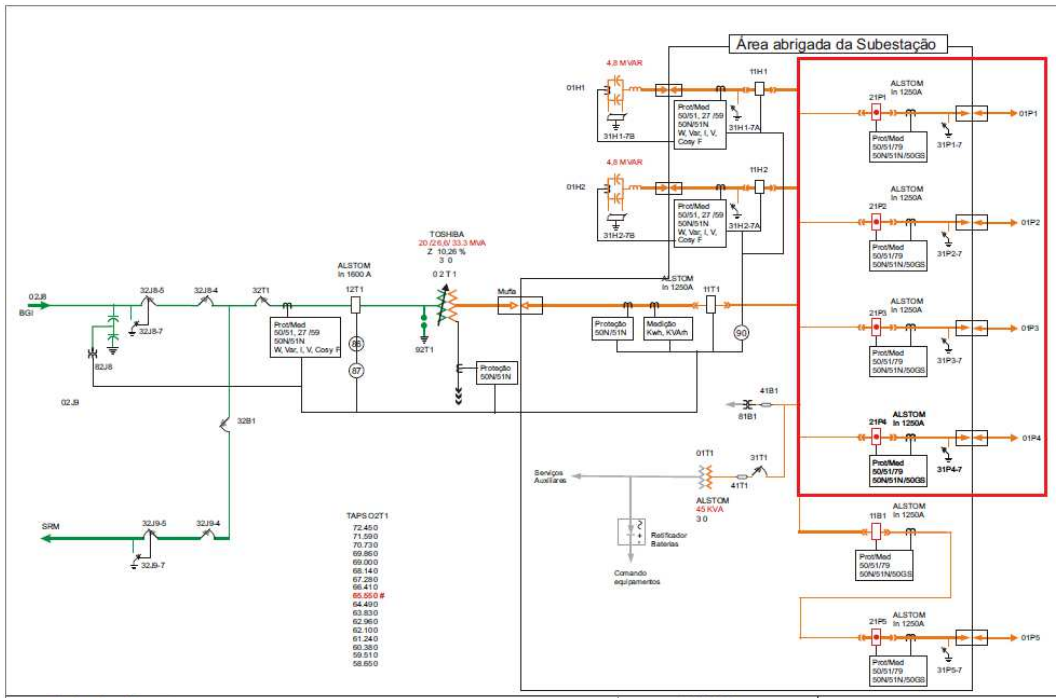 Área abrigada da Subestação
4,8 MVAR
01H1
31H1-7B
Prot/Med
50/51, 27 /59
50N/51N
W, Var, I, V,
Cosy F
11H1
31H1-7A
4,8 MVAR
01H2
31H2-7B
Prot/Med
50/51, 27 /59
50N/51N
W, Var, I, V,
Cosy F
11H2
31H2-7A
ALSTOM
In 1250A
21P1
Prot/Med
50/51/79
50N/51N/50GS
31P1-7
01P1
ALSTOM
In 1250A
21P2
Prot/Med
50/51/79
50N/51N/50GS
31P2-7
01P2
ALSTOM
In 1250A
21P3
Prot/Med
50/51/79
50N/51N/50GS
31P3-7
01P3
ALSTOM
In 1250A
21P4
Prot/Med
50/51/79
50N/51N/50GS
31P4-7
01P4
TOSHIBA
20 /26,6/ 33.3 MVA
Z 10,26 %
3 0
0 2 T 1
ALSTOM
In 1600 A
12T1
02J8
BGI
32J8-5
32J8-4
32T1
32J8-7
82J8
Prot/Med
50/51, 27 /59
50N/51N
W, Var, I, V, Cosy F
86
87
92T1
Proteção
50N/51N
Mufla
Proteção
50N/51N
Medição
Kwh, KVArh
ALSTOM
In 1250A
11T1
90
02J9
32B1
SRM
32J9-5
32J9-4
32J9-7
41B1
81B1
01T1
31T1
41T1
ALSTOM
45 KVA
3 0
Serviços
Auxiliares
Retificador
Baterias
Comando
equipamentos
TAPS O2T1
72.450
71.590
70.730
69.860
69.000
68.140
67.280
66.410
65.550 #
64.490
63.830
62.960
62.100
61.240
60.380
59.510
58.650
ALSTOM
In 1250A
11B1
Prot/Med
50/51/79
50N/51N/50GS
ALSTOM
In 1250A
21P5
Prot/Med
50/51/79
50N/51N/50GS
31P5-7
01P5